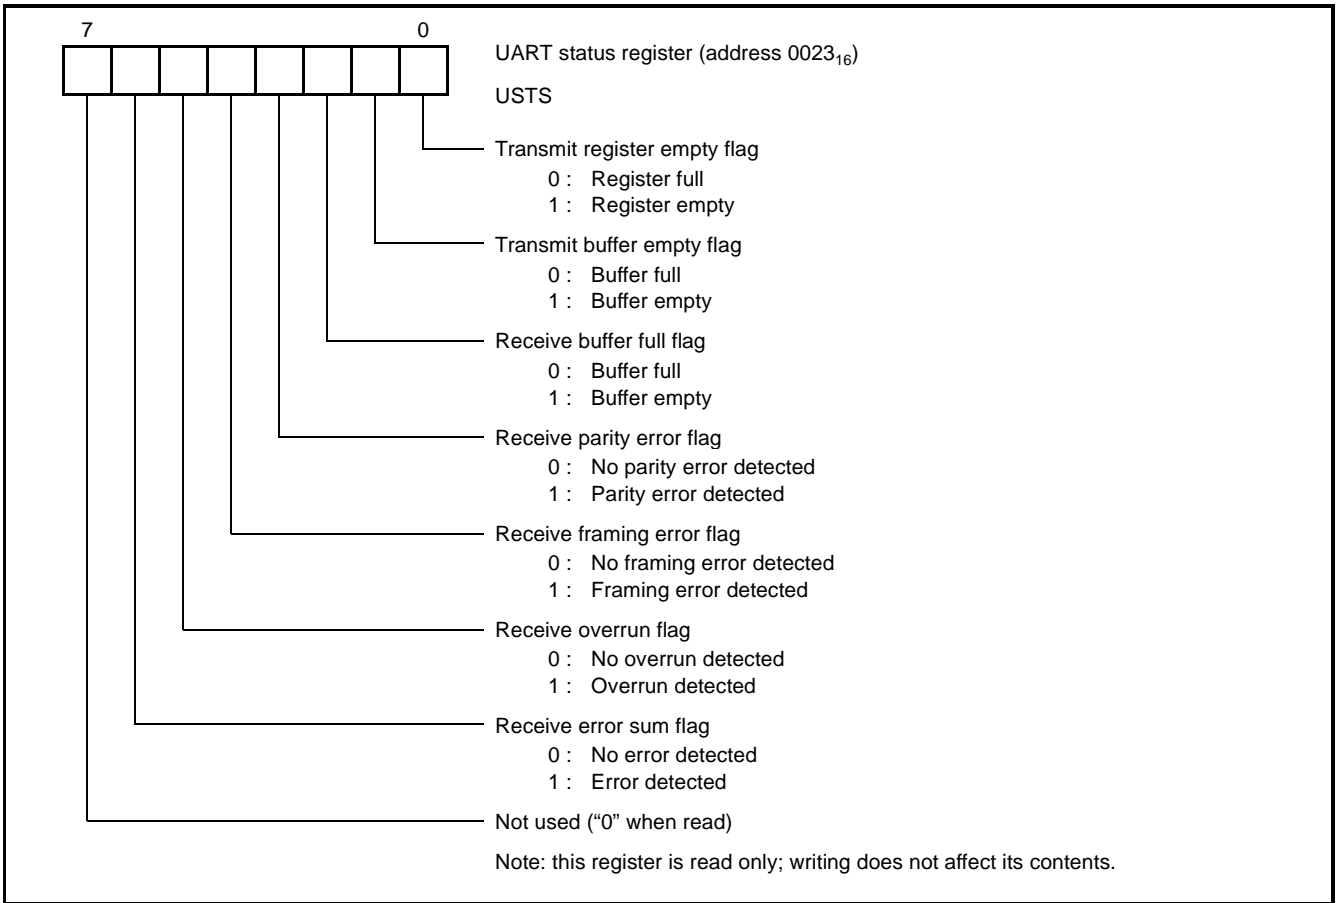 7 0
UART status register (address 0023₁₆)
USTS
Transmit register empty flag
0 : Register full
1 : Register empty
Transmit buffer empty flag
0 : Buffer full
1 : Buffer empty
Receive buffer full flag
0 : Buffer full
1 : Buffer empty
Receive parity error flag
0 : No parity error detected
1 : Parity error detected
Receive framing error flag
0 : No framing error detected
1 : Framing error detected
Receive overrun flag
0 : No overrun detected
1 : Overrun detected
Receive error sum flag
0 : No error detected
1 : Error detected
Not used (“0” when read)
Note: this register is read only; writing does not affect its contents.